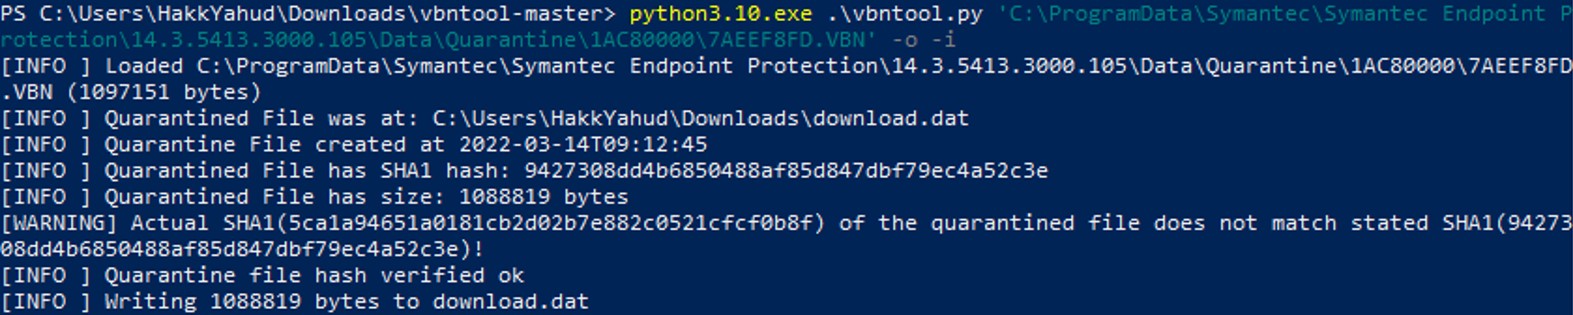 PS C:\Users\HakkYahud\Downloads\vbntool-master> python3.10.exe .\vbntool.py 'C:\ProgramData\Symantec\Symantec Endpoint P
rotection\14.3.5413.3000.105\Data\Quarantine\1AC80000\7AEEF8FD.VBN' -o -i
[INFO ] Loaded C:\ProgramData\Symantec\Symantec Endpoint Protection\14.3.5413.3000.105\Data\Quarantine\1AC80000\7AEEF8FD
.VBN (1097151 bytes)
[INFO ] Quarantined File was at: C:\Users\HakkYahud\Downloads\download.dat
[INFO ] Quarantine File created at 2022-03-14T09:12:45
[INFO ] Quarantined File has SHA1 hash: 9427308dd4b6850488af85d847dbf79ec4a52c3e
[INFO ] Quarantined File has size: 1088819 bytes
[WARNING] Actual SHA1(5ca1a94651a0181cb2d02b7e882c0521cfcf0b8f) of the quarantined file does not match stated SHA1(94273
08dd4b6850488af85d847dbf79ec4a52c3e)!
[INFO ] Quarantine file hash verified ok
[INFO ] Writing 1088819 bytes to download.dat